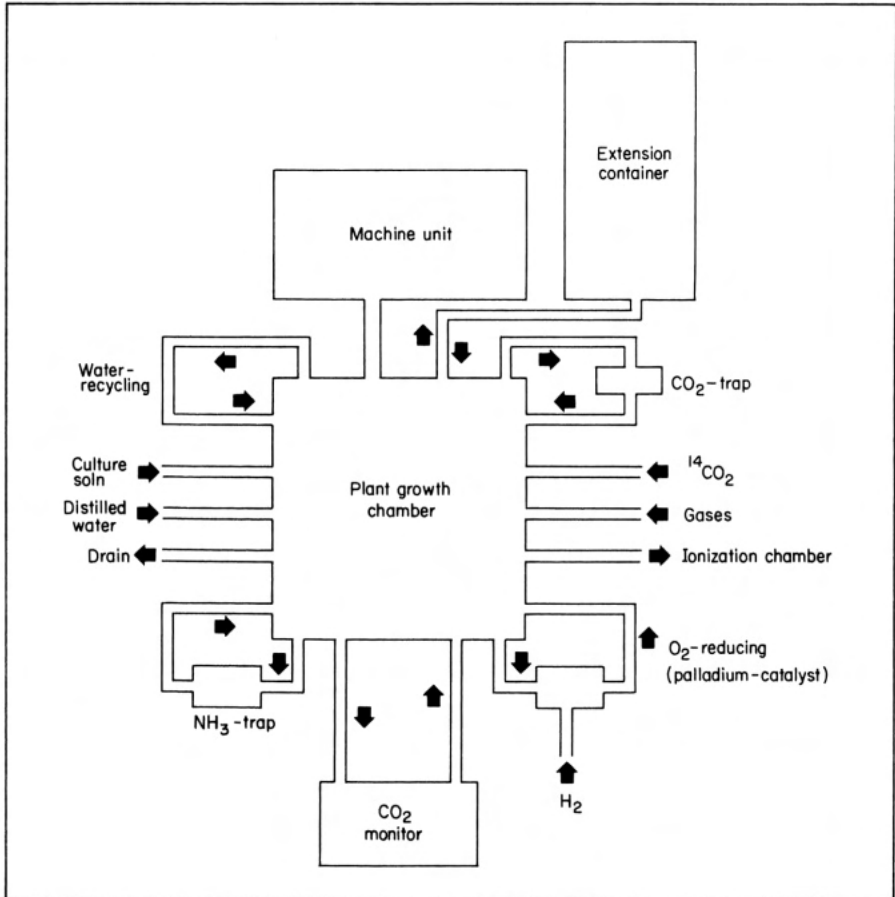 Extension
container
Machine unit
Water-
recycling
CO₂-trap
Culture
soln
¹⁴CO₂
Plant growth
chamber
Distilled
water
Gases
Drain
Ionization chamber
O₂-reducing
(palladium-catalyst)
NH₃-trap
H₂
CO₂
monitor